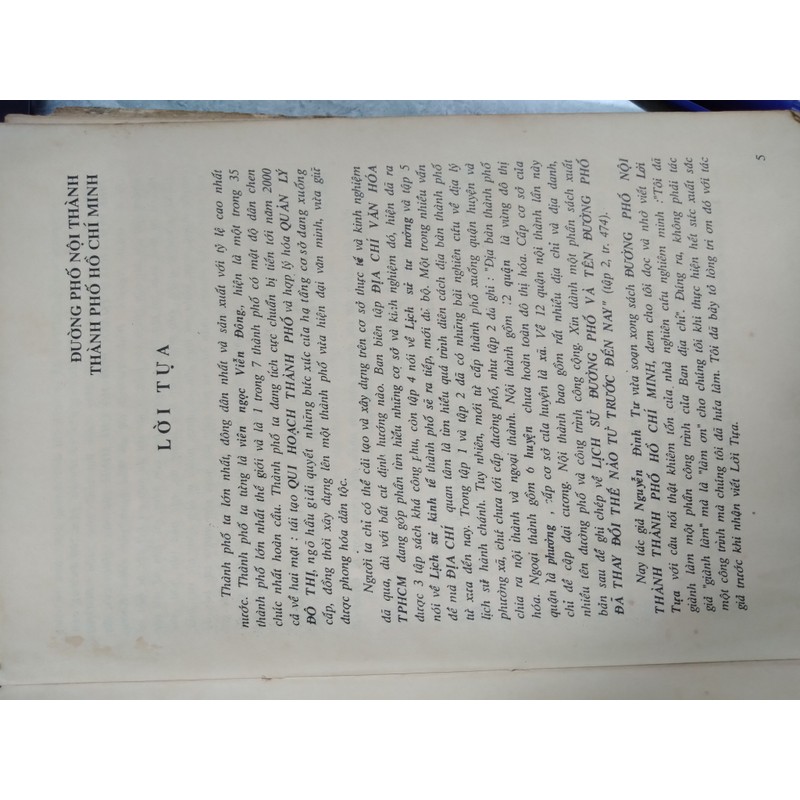 ĐƯỜNG PHỐ NỘI THÀNH
THÀNH PHỐ HỒ CHÍ MINH
LỜI TỰA
Thành phố ta lớn nhất, đông dân nhất và sản xuất với tỷ lệ cao nhất
nước. Thành phố ta từng là viên ngọc Viễn Đông, hiện là một trong 35
thành phố lớn nhất thế giới và là 1 trong 7 thành phố có mật độ dân chen
chúc nhất hoàn cầu. Thành phố ta đang tích cực chuẩn bị tiến tới năm 2000
cả về hai mặt : tái tạo QUI HOẠCH THÀNH PHỐ và hợp lý hóa QUẢN LÝ
ĐÔ THỊ, ngõ hầu giải quyết những bức xúc của hạ tầng cơ sở đang xuống
cấp, đồng thời xây dựng lên một thành phố vừa hiện đại văn minh, vừa giữ
được phong hóa dân tộc.
Người ta chỉ có thể cải tạo và xây dựng trên cơ sở thực tế và kinh nghiệm
đã qua, dù với bất cứ định hướng nào. Ban biên tập ĐỊA CHÍ VĂN HÓA
TPHCM đang góp phần tìm hiểu những cơ sở và kinh nghiệm đó, hiện đã ra
được 3 tập sách khá công phu, còn tập 4 nói về Lịch sử tư tưởng và tập 5
nói về Lịch sử kinh tế thành phố sẽ ra tiếp, mới đủ bộ. Một trong nhiều vấn
đề mà ĐỊA CHÍ quan tâm là tìm hiểu quá trình diên cách địa bàn thành phố
từ xưa đến nay. Trong tập 1 và tập 2 đã có những bài nghiên cứu về địa lý
lịch sử hành chánh. Tuy nhiên, mới từ cấp thành phố xuống quận huyện và
phường xã, chứ chưa tới cấp đường phố, như tập 2 đã ghi : "Địa bàn thành phố
chia ra nội thành và ngoại thành. Nội thành gồm 12 quận là vùng đô thị
hóa. Ngoại thành gồm 6 huyện chưa hoàn toàn đô thị hóa. Cấp cơ sở của
quận là phường , cấp cơ sở của huyện là xã. Về 12 quận nội thành lần này
chỉ đề cập đại cương. Nội thành bao gồm rất nhiều địa chỉ và địa danh,
nhiều tên đường phố và công trình công cộng. Xin dành một phần sách xuất
bản sau để ghi chép về LỊCH SỬ ĐƯỜNG PHỐ VÀ TÊN ĐƯỜNG PHỐ
ĐÃ THAY ĐỔI THẾ NÀO TỪ TRƯỚC ĐẾN NAY" (tập 2, tr. 474).
Nay tác giả Nguyễn Đình Tư vừa soạn xong sách ĐƯỜNG PHỐ NỘI
THÀNH THÀNH PHỐ HỒ CHÍ MINH, đem cho tôi đọc và nhờ viết Lời
Tựa với câu nói thật khiêm tốn của nhà nghiên cứu nghiêm minh :"Tôi đã
giành làm một phần công trình của Ban địa chí". Đúng ra, không phải tác
giả "giành làm" mà là "làm ơn" cho chúng tôi khi thực hiện hết sức xuất sắc
một công trình mà chúng tôi đã hứa làm. Tôi đã bày tỏ lòng tri ơn đó với tác
giả trước khi nhận viết Lời Tựa.
5